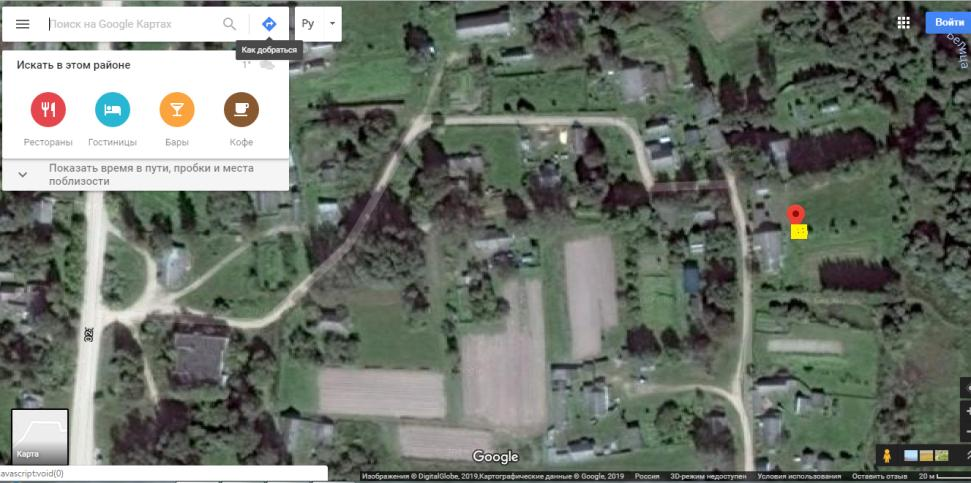 Поиск на Google Картах
Ру
Войти
Как добраться
Искать в этом районе
1°
Рестораны
Гостиницы
Бары
Кофе
Показать время в пути, пробки и места
поблизости
Карта
avascript:void(0)
Google
Изображения © DigitalGlobe, 2019,Картографические данные © Google, 2019 Россия 3D-режим недоступен Условия использования Оставить отзыв 20 м